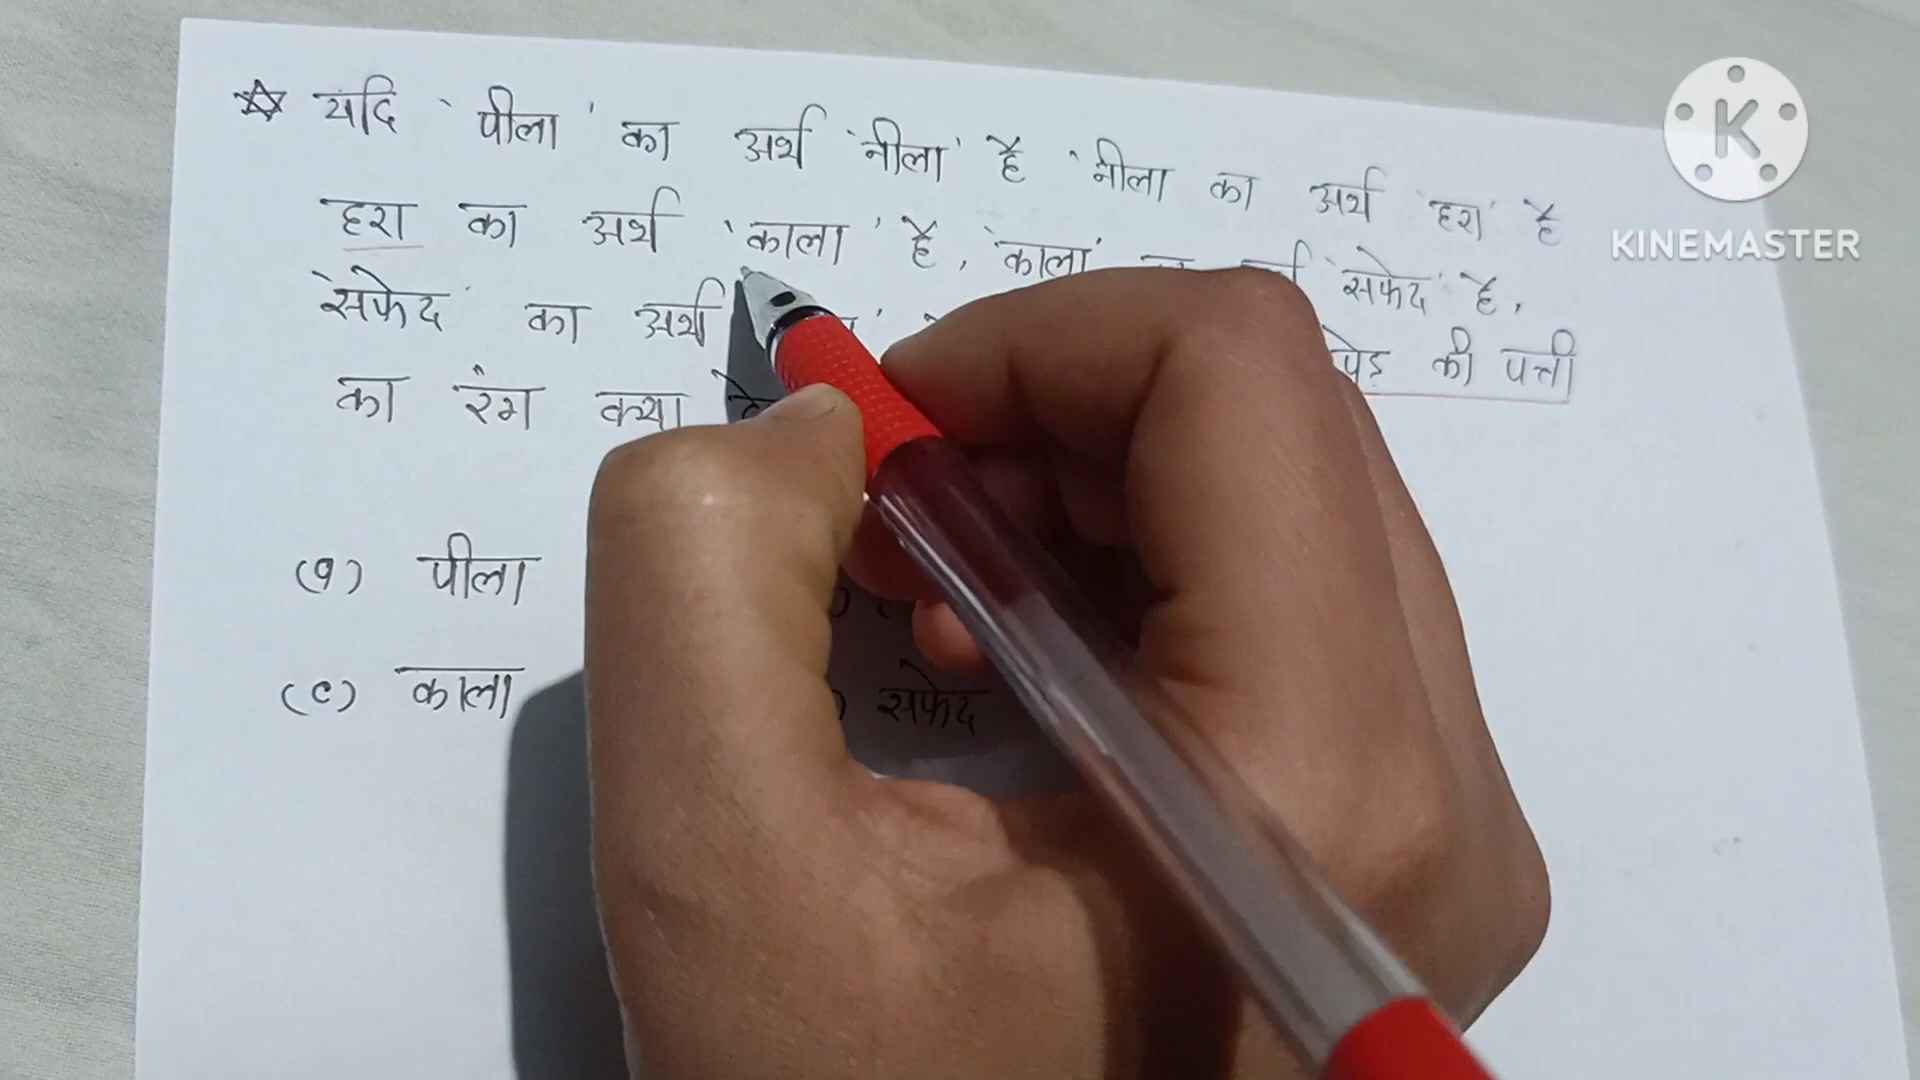 यदि 'पीला' का अर्थ 'नीला' है 'नीला का अर्थ 'हरा' है
हरा का अर्थ 'काला' है, 'काला' 'सफेद' है,
'सफेद' का अर्थ पेड़ की पत्ती
का रंग क्या
(a) पीला
(c) काला ) सफेद
K
KINEMASTER